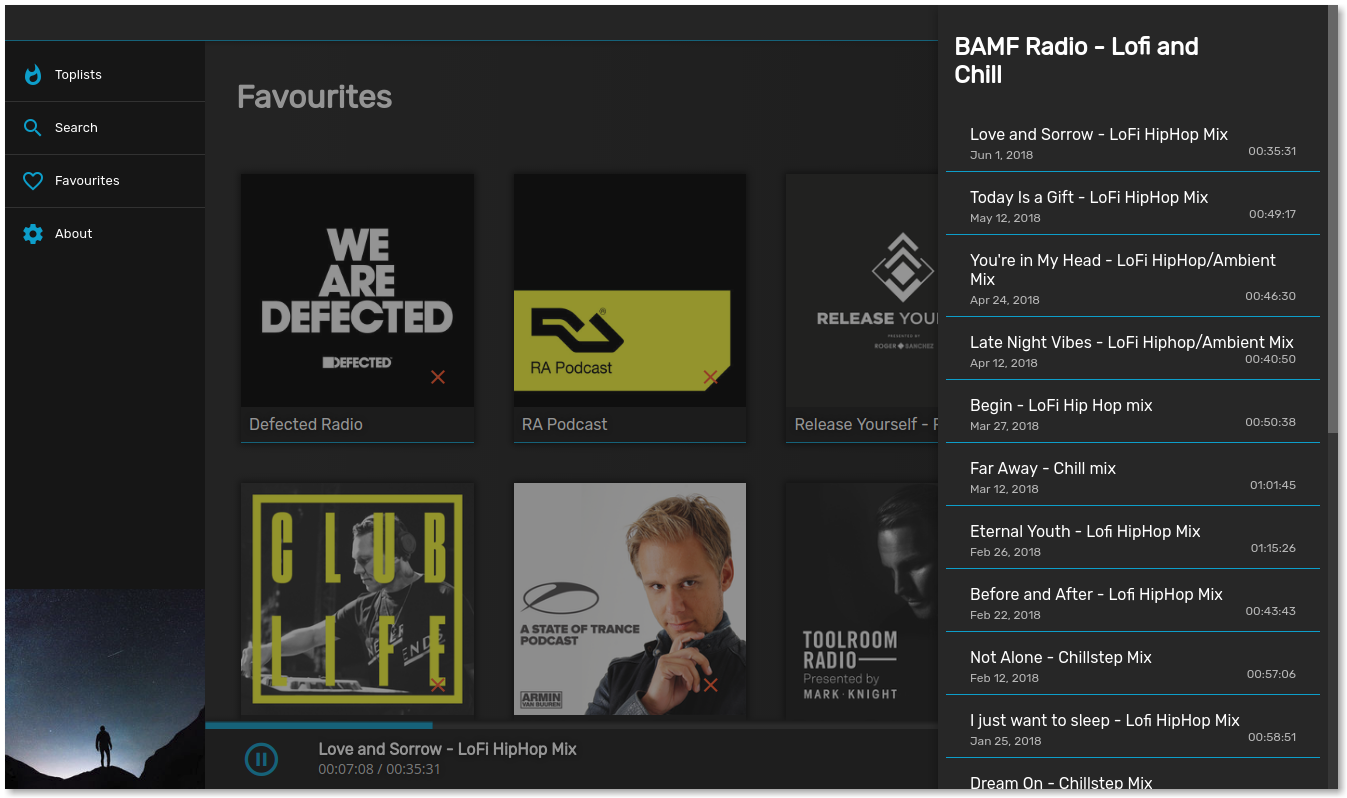 Toplists
Search
Favourites
About
Favourites
WE
ARE
DEFECTED
DEFECTED
Defected Radio
RA Podcast
RA Podcast
RELEASE YOU
PRESENTED BY
ROGER SANCHEZ
Release Yourself -
CLUB
LIFE
A STATE OF TRANCE
PODCAST
ARMIN
VAN BUUREN
TOOLROOM
RADIO
Presented by
MARK·KNIGHT
Love and Sorrow - LoFi HipHop Mix
00:07:08 / 00:35:31
BAMF Radio - Lofi and
Chill
Love and Sorrow - LoFi HipHop Mix
Jun 1, 2018
00:35:31
Today Is a Gift - LoFi HipHop Mix
May 12, 2018
00:49:17
You're in My Head - LoFi HipHop/Ambient
Mix
Apr 24, 2018
00:46:30
Late Night Vibes - LoFi Hiphop/Ambient Mix
Apr 12, 2018
00:40:50
Begin - LoFi Hip Hop mix
Mar 27, 2018
00:50:38
Far Away - Chill mix
Mar 12, 2018
01:01:45
Eternal Youth - Lofi HipHop Mix
Feb 26, 2018
01:15:26
Before and After - Lofi HipHop Mix
Feb 22, 2018
00:43:43
Not Alone - Chillstep Mix
Feb 12, 2018
00:57:06
I just want to sleep - Lofi HipHop Mix
Jan 25, 2018
00:58:51
Dream On - Chillstep Mix